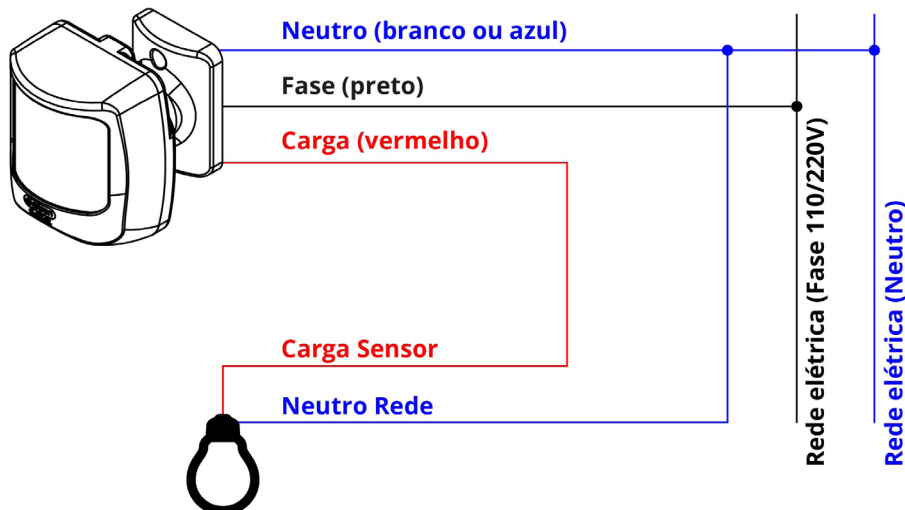 Neutro (branco ou azul)
Fase (preto)
Carga (vermelho)
Carga Sensor
Neutro Rede
Rede elétrica (Fase 110/220V)
Rede elétrica (Neutro)